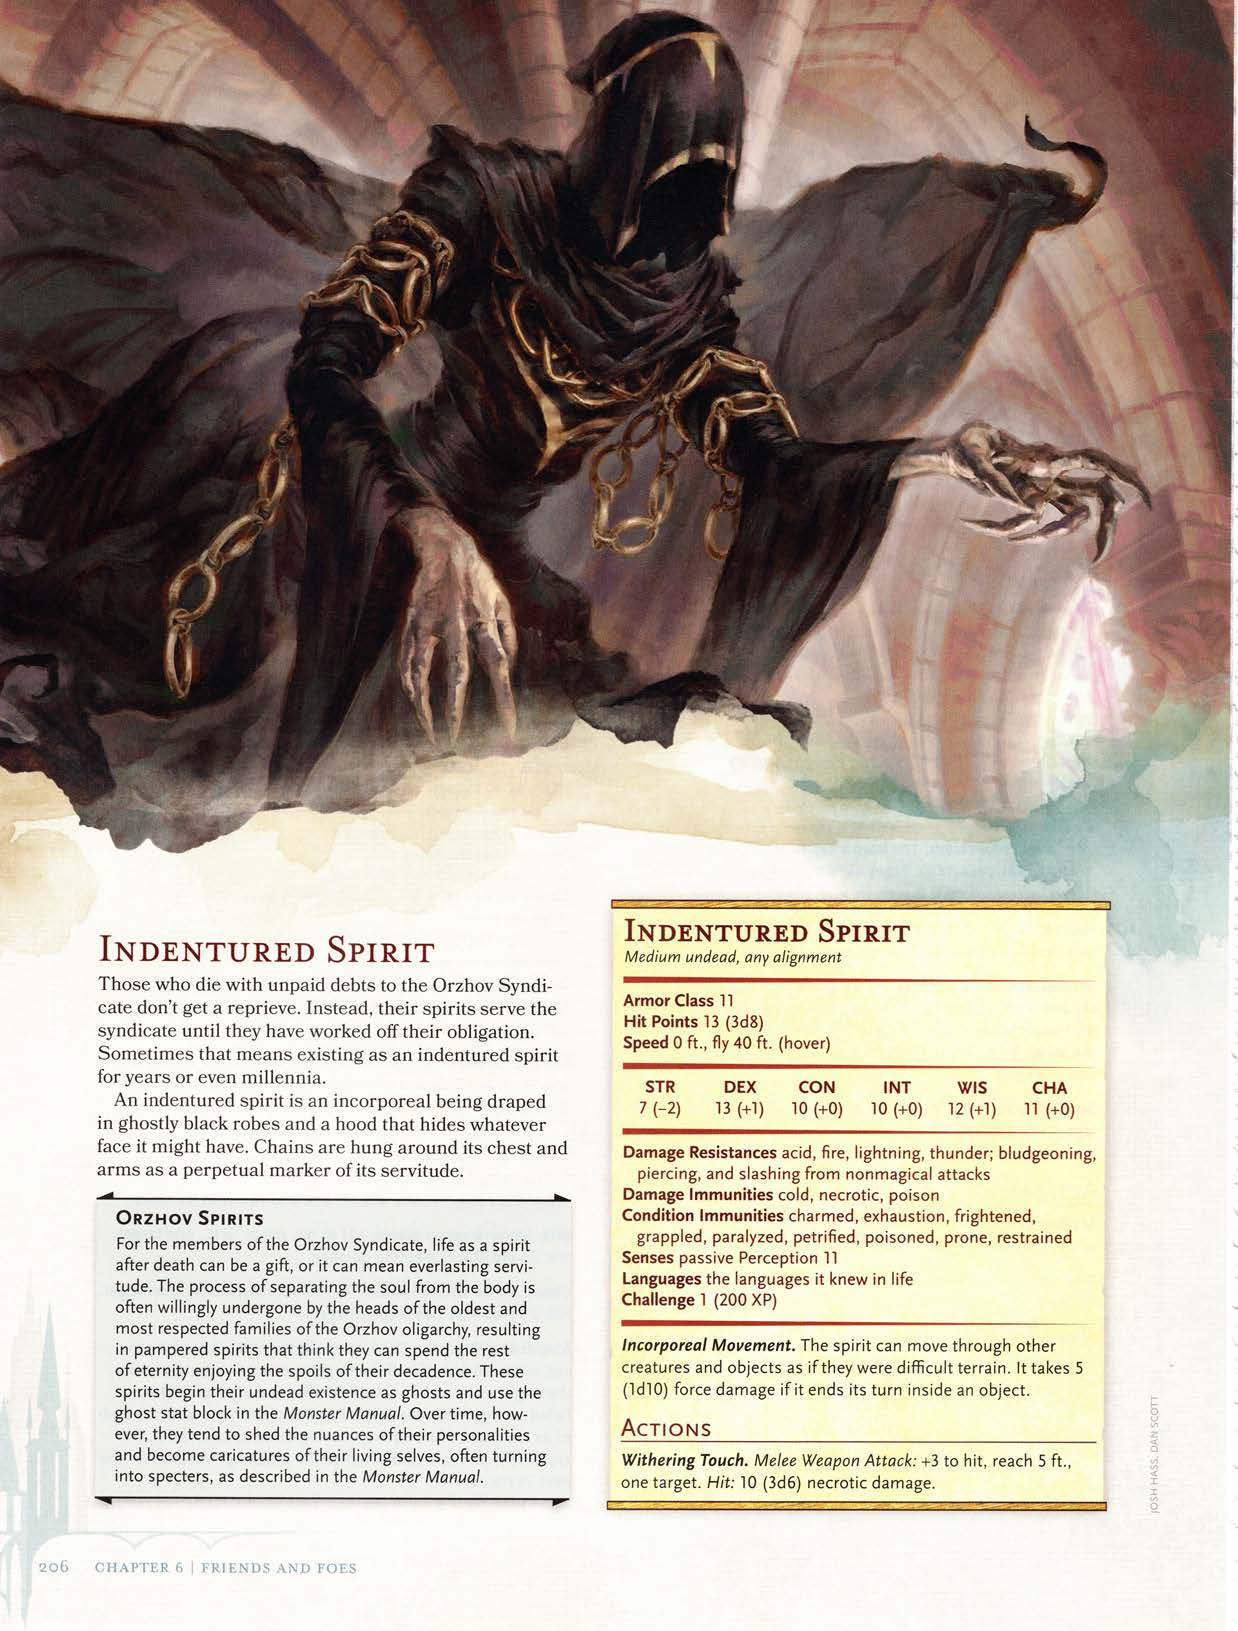 INDENTURED SPIRIT
Those who die with unpaid debts to the Orzhov Syndi-
cate don't get a reprieve. Instead, their spirits serve the
syndicate until they have worked off their obligation.
Sometimes that means existing as an indentured spirit
for years or even millennia.
An indentured spirit is an incorporeal being draped
in ghostly black robes and a hood that hides whatever
face it might have. Chains are hung around its chest and
arms as a perpetual marker of its servitude.
ORZHOV SPIRITS
For the members of the Orzhov Syndicate, life as a spirit
after death can be a gift, or it can mean everlasting servi-
tude. The process of separating the soul from the body is
often willingly undergone by the heads of the oldest and
most respected families of the Orzhov oligarchy, resulting
in pampered spirits that think they can spend the rest
of eternity enjoying the spoils of their decadence. These
spirits begin their undead existence as ghosts and use the
ghost stat block in the Monster Manual. Over time, how-
ever, they tend to shed the nuances of their personalities
and become caricatures of their living selves, often turning
into specters, as described in the Monster Manual.
INDENTURED SPIRIT
Medium undead, any alignment
Armor Class 11
Hit Points 13 (3d8)
Speed 0 ft., fly 40 ft. (hover)
STR DEX CON INT WIS CHA
7 (−2) 13 (+1) 10 (+0) 10 (+0) 12 (+1) 11 (+0)
Damage Resistances acid, fire, lightning, thunder; bludgeoning,
piercing, and slashing from nonmagical attacks
Damage Immunities cold, necrotic, poison
Condition Immunities charmed, exhaustion, frightened,
grappled, paralyzed, petrified, poisoned, prone, restrained
Senses passive Perception 11
Languages the languages it knew in life
Challenge 1 (200 XP)
Incorporeal Movement. The spirit can move through other
creatures and objects as if they were difficult terrain. It takes 5
(1d10) force damage if it ends its turn inside an object.
ACTIONS
Withering Touch. Melee Weapon Attack: +3 to hit, reach 5 ft.,
one target. Hit: 10 (3d6) necrotic damage.
JOSH HASS, DAN SCOTT
206 CHAPTER 6 | FRIENDS AND FOES